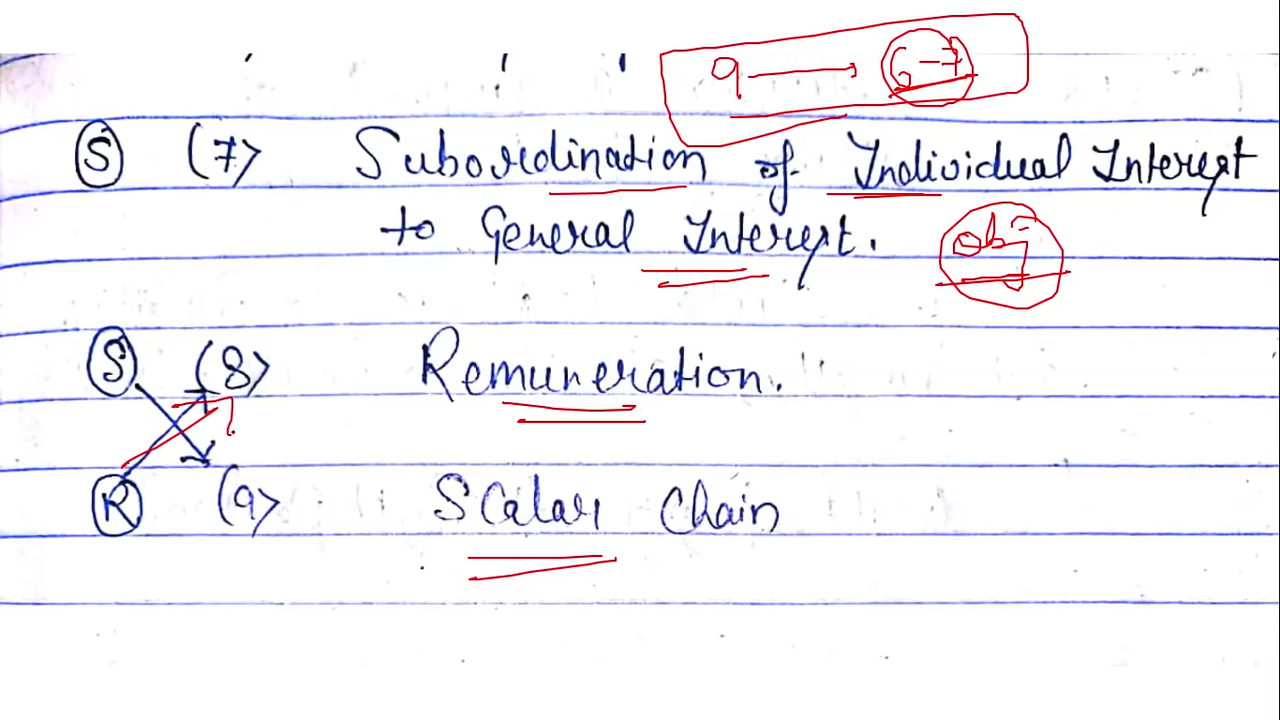 9 → 6-7
(S) (7) Subordination of Individual Interest
to General Interest.
obj
(S) (8) Remuneration.
(R) (9) Scalar Chain